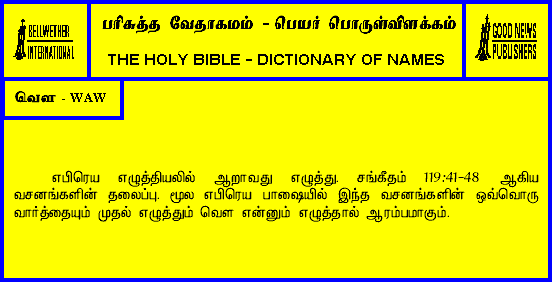 BELLWETHER
INTERNATIONAL
பரிசுத்த வேதாகமம் - பெயர் பொருள்விளக்கம்
THE HOLY BIBLE - DICTIONARY OF NAMES
GOOD NEWS
PUBLISHERS
வௌ - WAW
எபிரெய எழுத்தியலில் ஆறாவது எழுத்து. சங்கீதம் 119:41-48 ஆகிய
வசனங்களின் தலைப்பு. மூல எபிரெய பாஷையில் இந்த வசனங்களின் ஒவ்வொரு
வார்த்தையும் முதல் எழுத்தும் வௌ என்னும் எழுத்தால் ஆரம்பமாகும்.